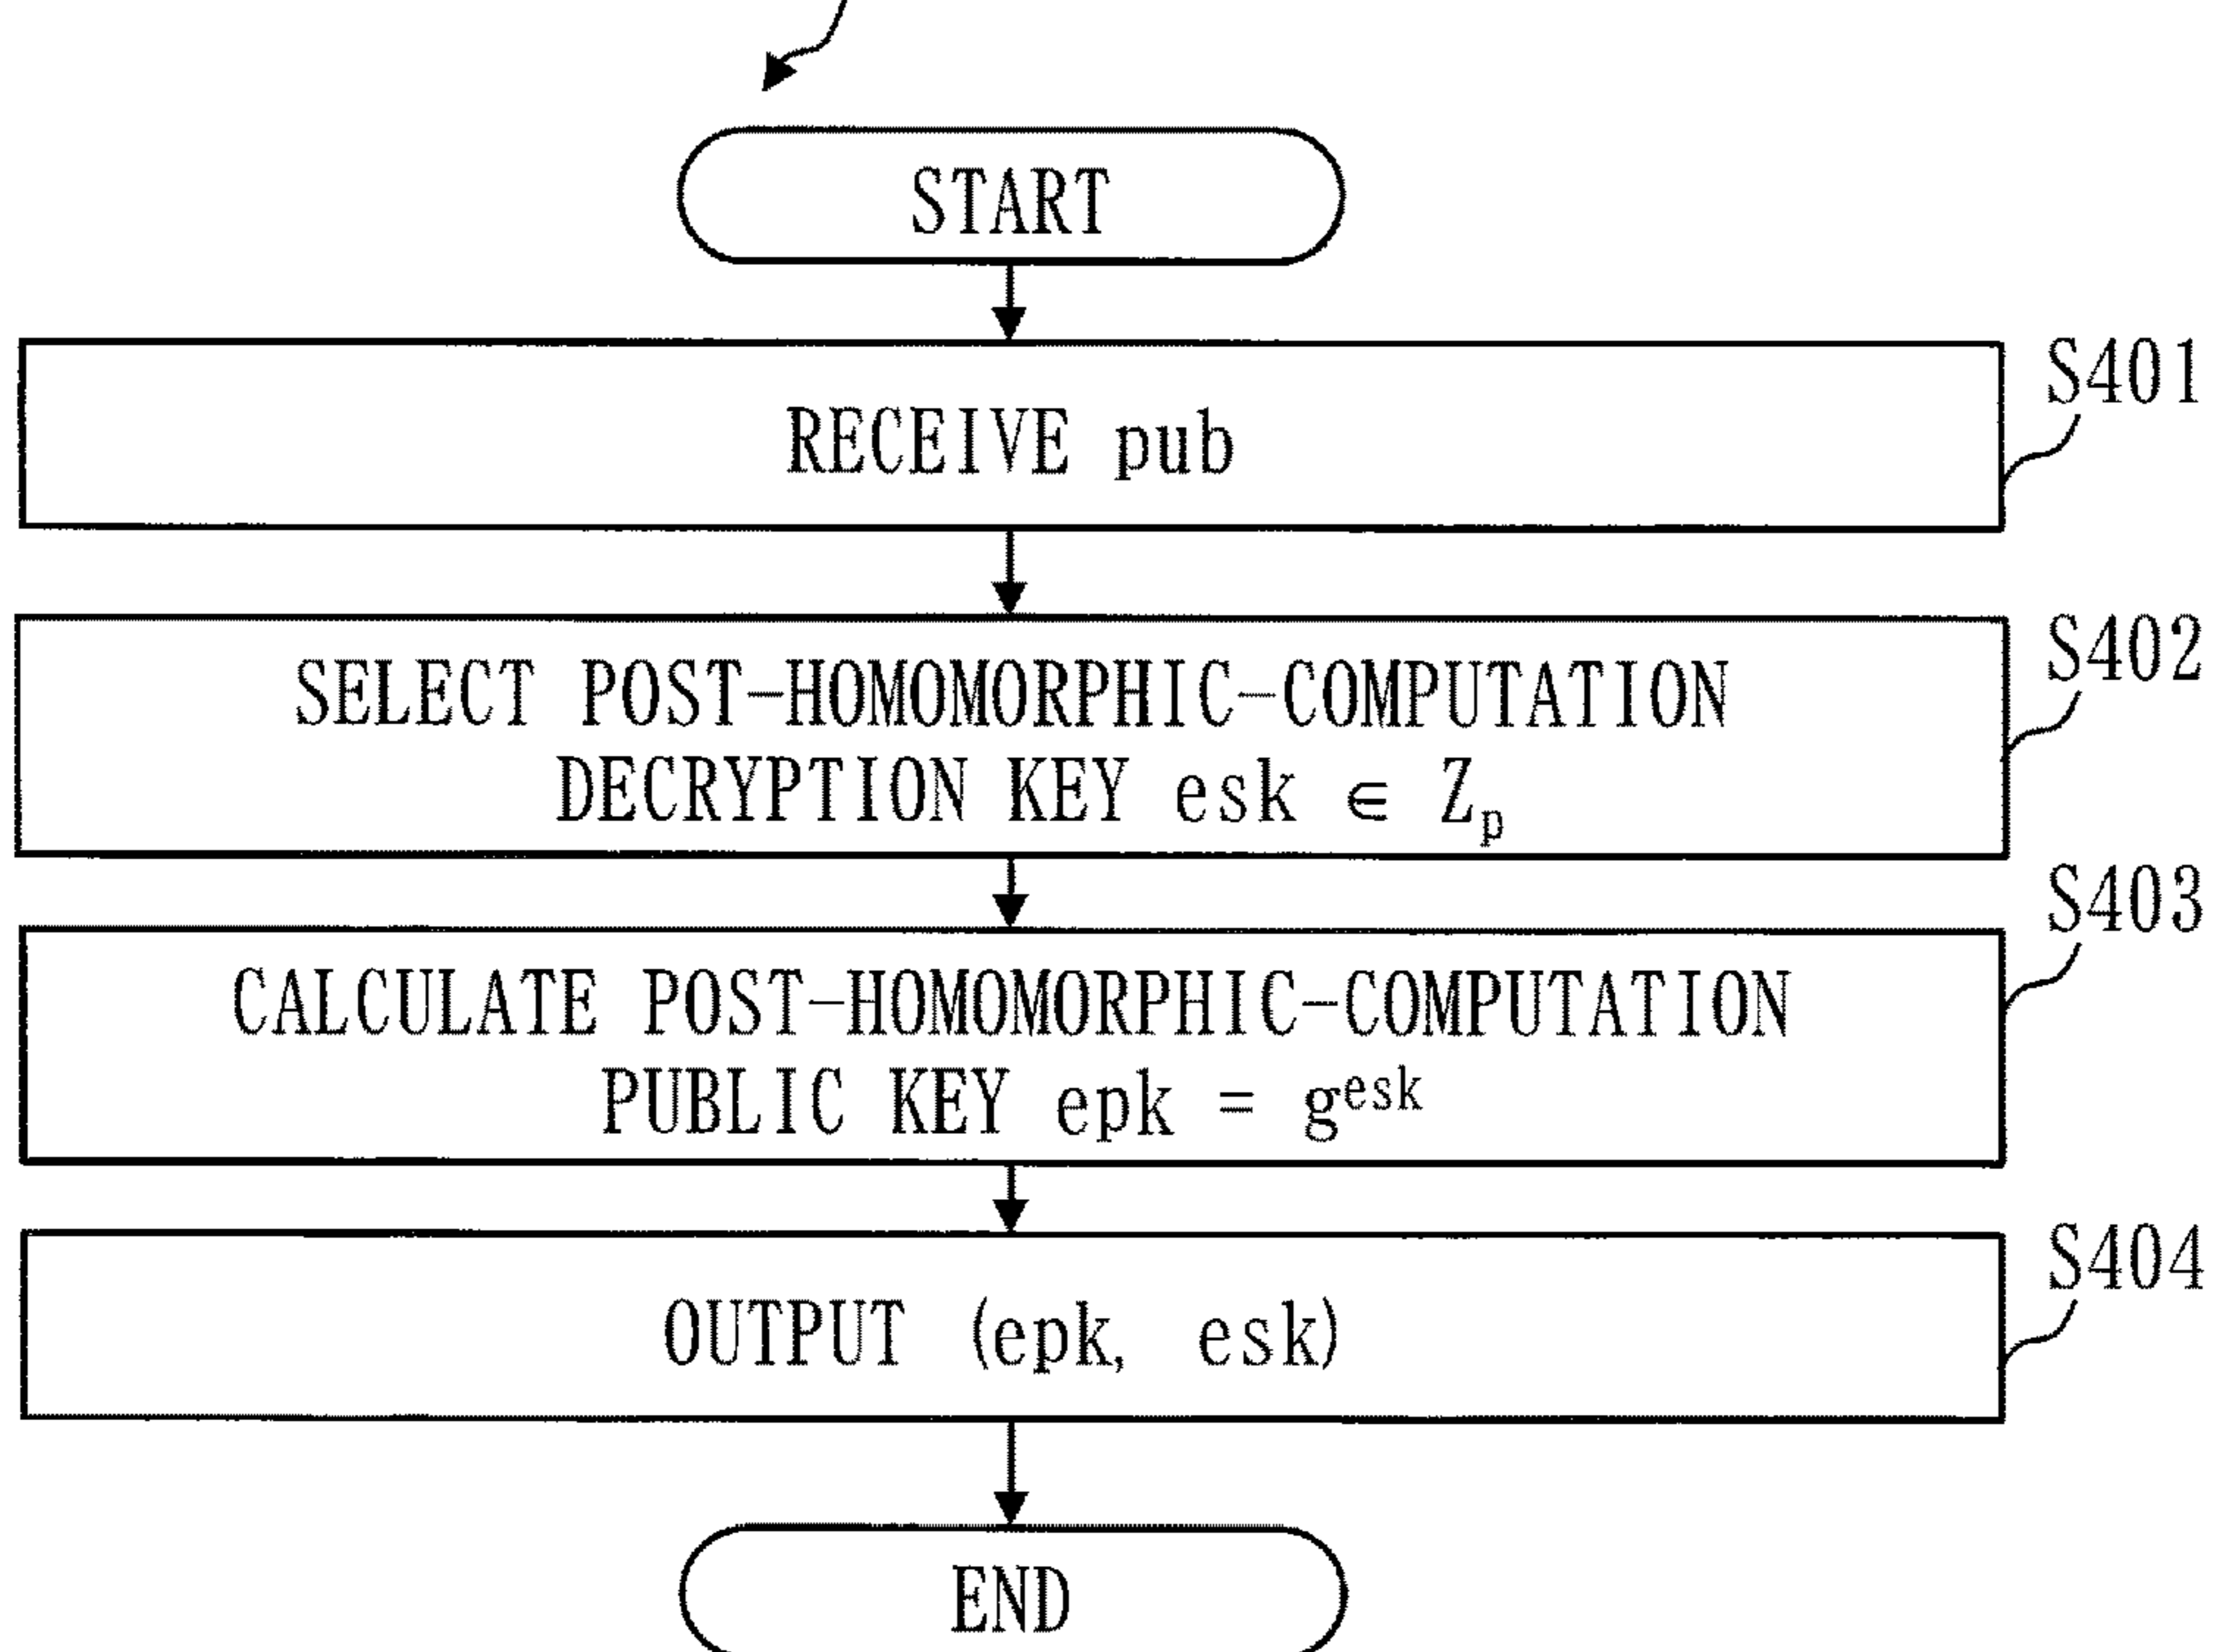 START
S401
RECEIVE pub
S402
SELECT POST-HOMOMORPHIC-COMPUTATION
DECRYPTION KEY esk ∈ Zₚ
S403
CALCULATE POST-HOMOMORPHIC-COMPUTATION
PUBLIC KEY epk = g^esk
S404
OUTPUT (epk, esk)
END